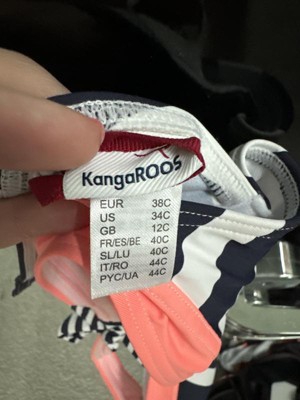 KangaROOS
EUR 38C
US 34C
GB 12C
FR/ES/BE 40C
SL/LU 40C
IT/RO 44C
РУС/UA 44C